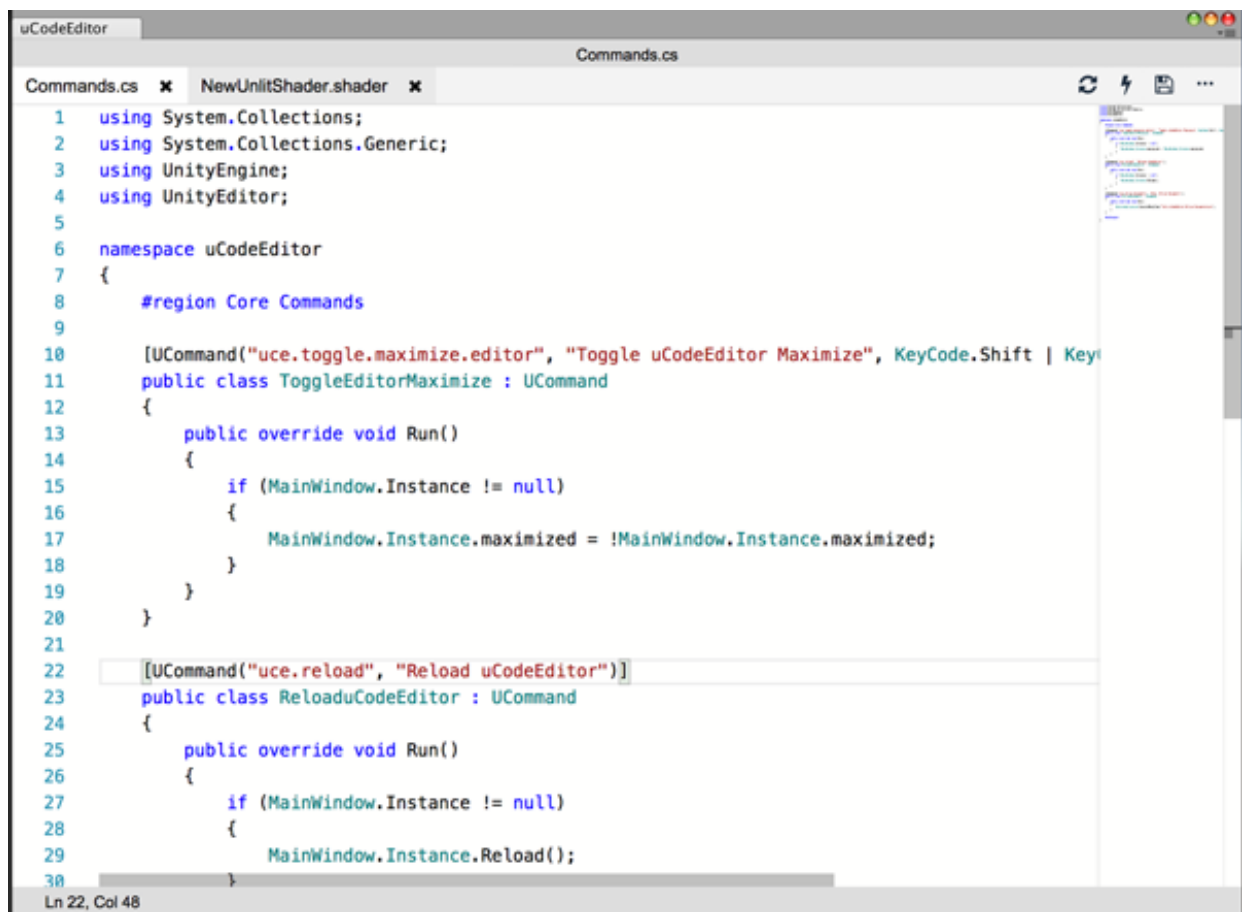 uCodeEditor
Commands.cs
Commands.cs ✖ NewUnlitShader.shader ✖
1 using System.Collections;
2 using System.Collections.Generic;
3 using UnityEngine;
4 using UnityEditor;
5
6 namespace uCodeEditor
7 {
8 #region Core Commands
9
10 [UCommand("uce.toggle.maximize.editor", "Toggle uCodeEditor Maximize", KeyCode.Shift | Key
11 public class ToggleEditorMaximize : UCommand
12 {
13 public override void Run()
14 {
15 if (MainWindow.Instance != null)
16 {
17 MainWindow.Instance.maximized = !MainWindow.Instance.maximized;
18 }
19 }
20 }
21
22 [UCommand("uce.reload", "Reload uCodeEditor")]
23 public class ReloaduCodeEditor : UCommand
24 {
25 public override void Run()
26 {
27 if (MainWindow.Instance != null)
28 {
29 MainWindow.Instance.Reload();
30 }
Ln 22, Col 48